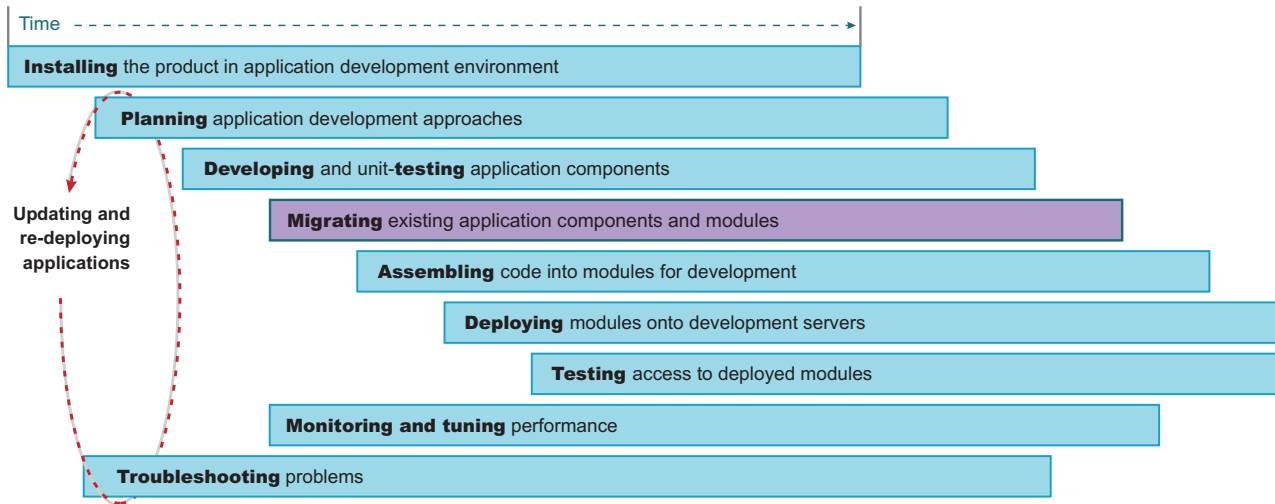 Time
Installing the product in application development environment
Planning application development approaches
Developing and unit-testing application components
Updating and
re-deploying
applications
Migrating existing application components and modules
Assembling code into modules for development
Deploying modules onto development servers
Testing access to deployed modules
Monitoring and tuning performance
Troubleshooting problems